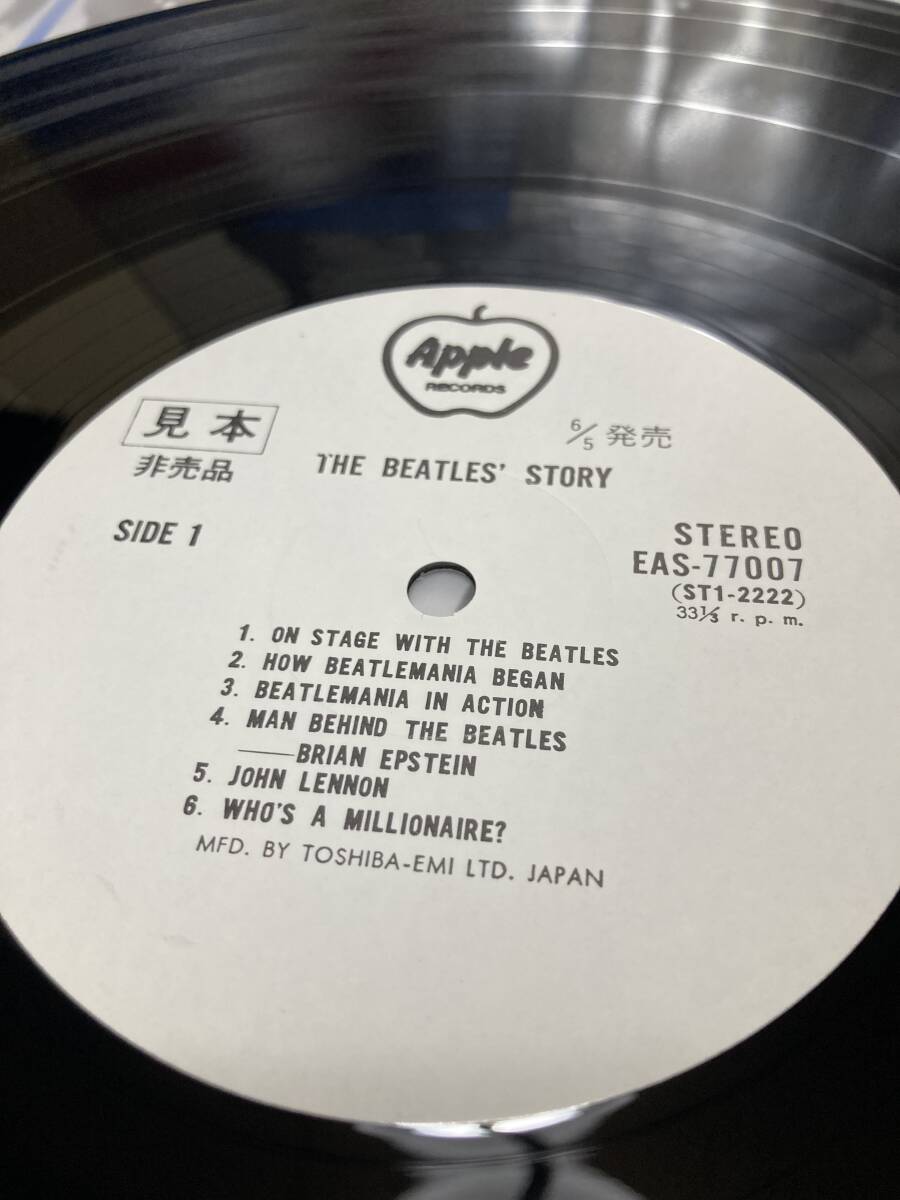 Apple
RECORDS
見本
非売品
6/5 発売
THE BEATLES' STORY
SIDE 1
STEREO
EAS-77007
(ST1-2222)
33⅓ r. p. m.
1. ON STAGE WITH THE BEATLES
2. HOW BEATLEMANIA BEGAN
3. BEATLEMANIA IN ACTION
4. MAN BEHIND THE BEATLES
——BRIAN EPSTEIN
5. JOHN LENNON
6. WHO'S A MILLIONAIRE?
MFD. BY TOSHIBA-EMI LTD. JAPAN